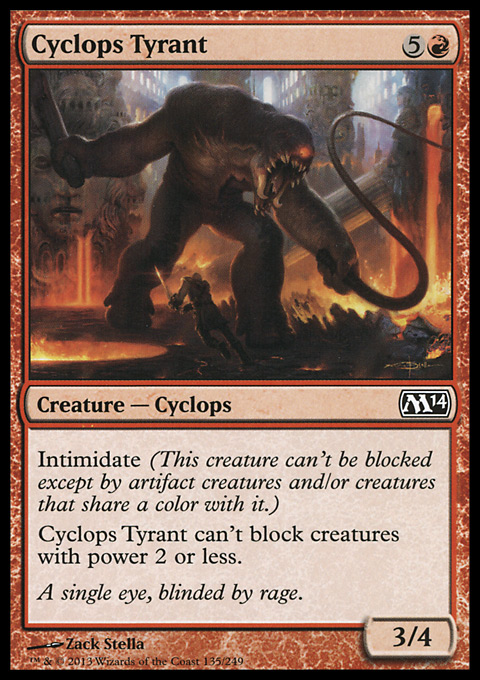 Cyclops Tyrant 5
Creature — Cyclops M14
Intimidate (This creature can't be blocked
except by artifact creatures and/or creatures
that share a color with it.)
Cyclops Tyrant can't block creatures
with power 2 or less.
A single eye, blinded by rage.
3/4
Zack Stella
™ & © 2013 Wizards of the Coast 135/249